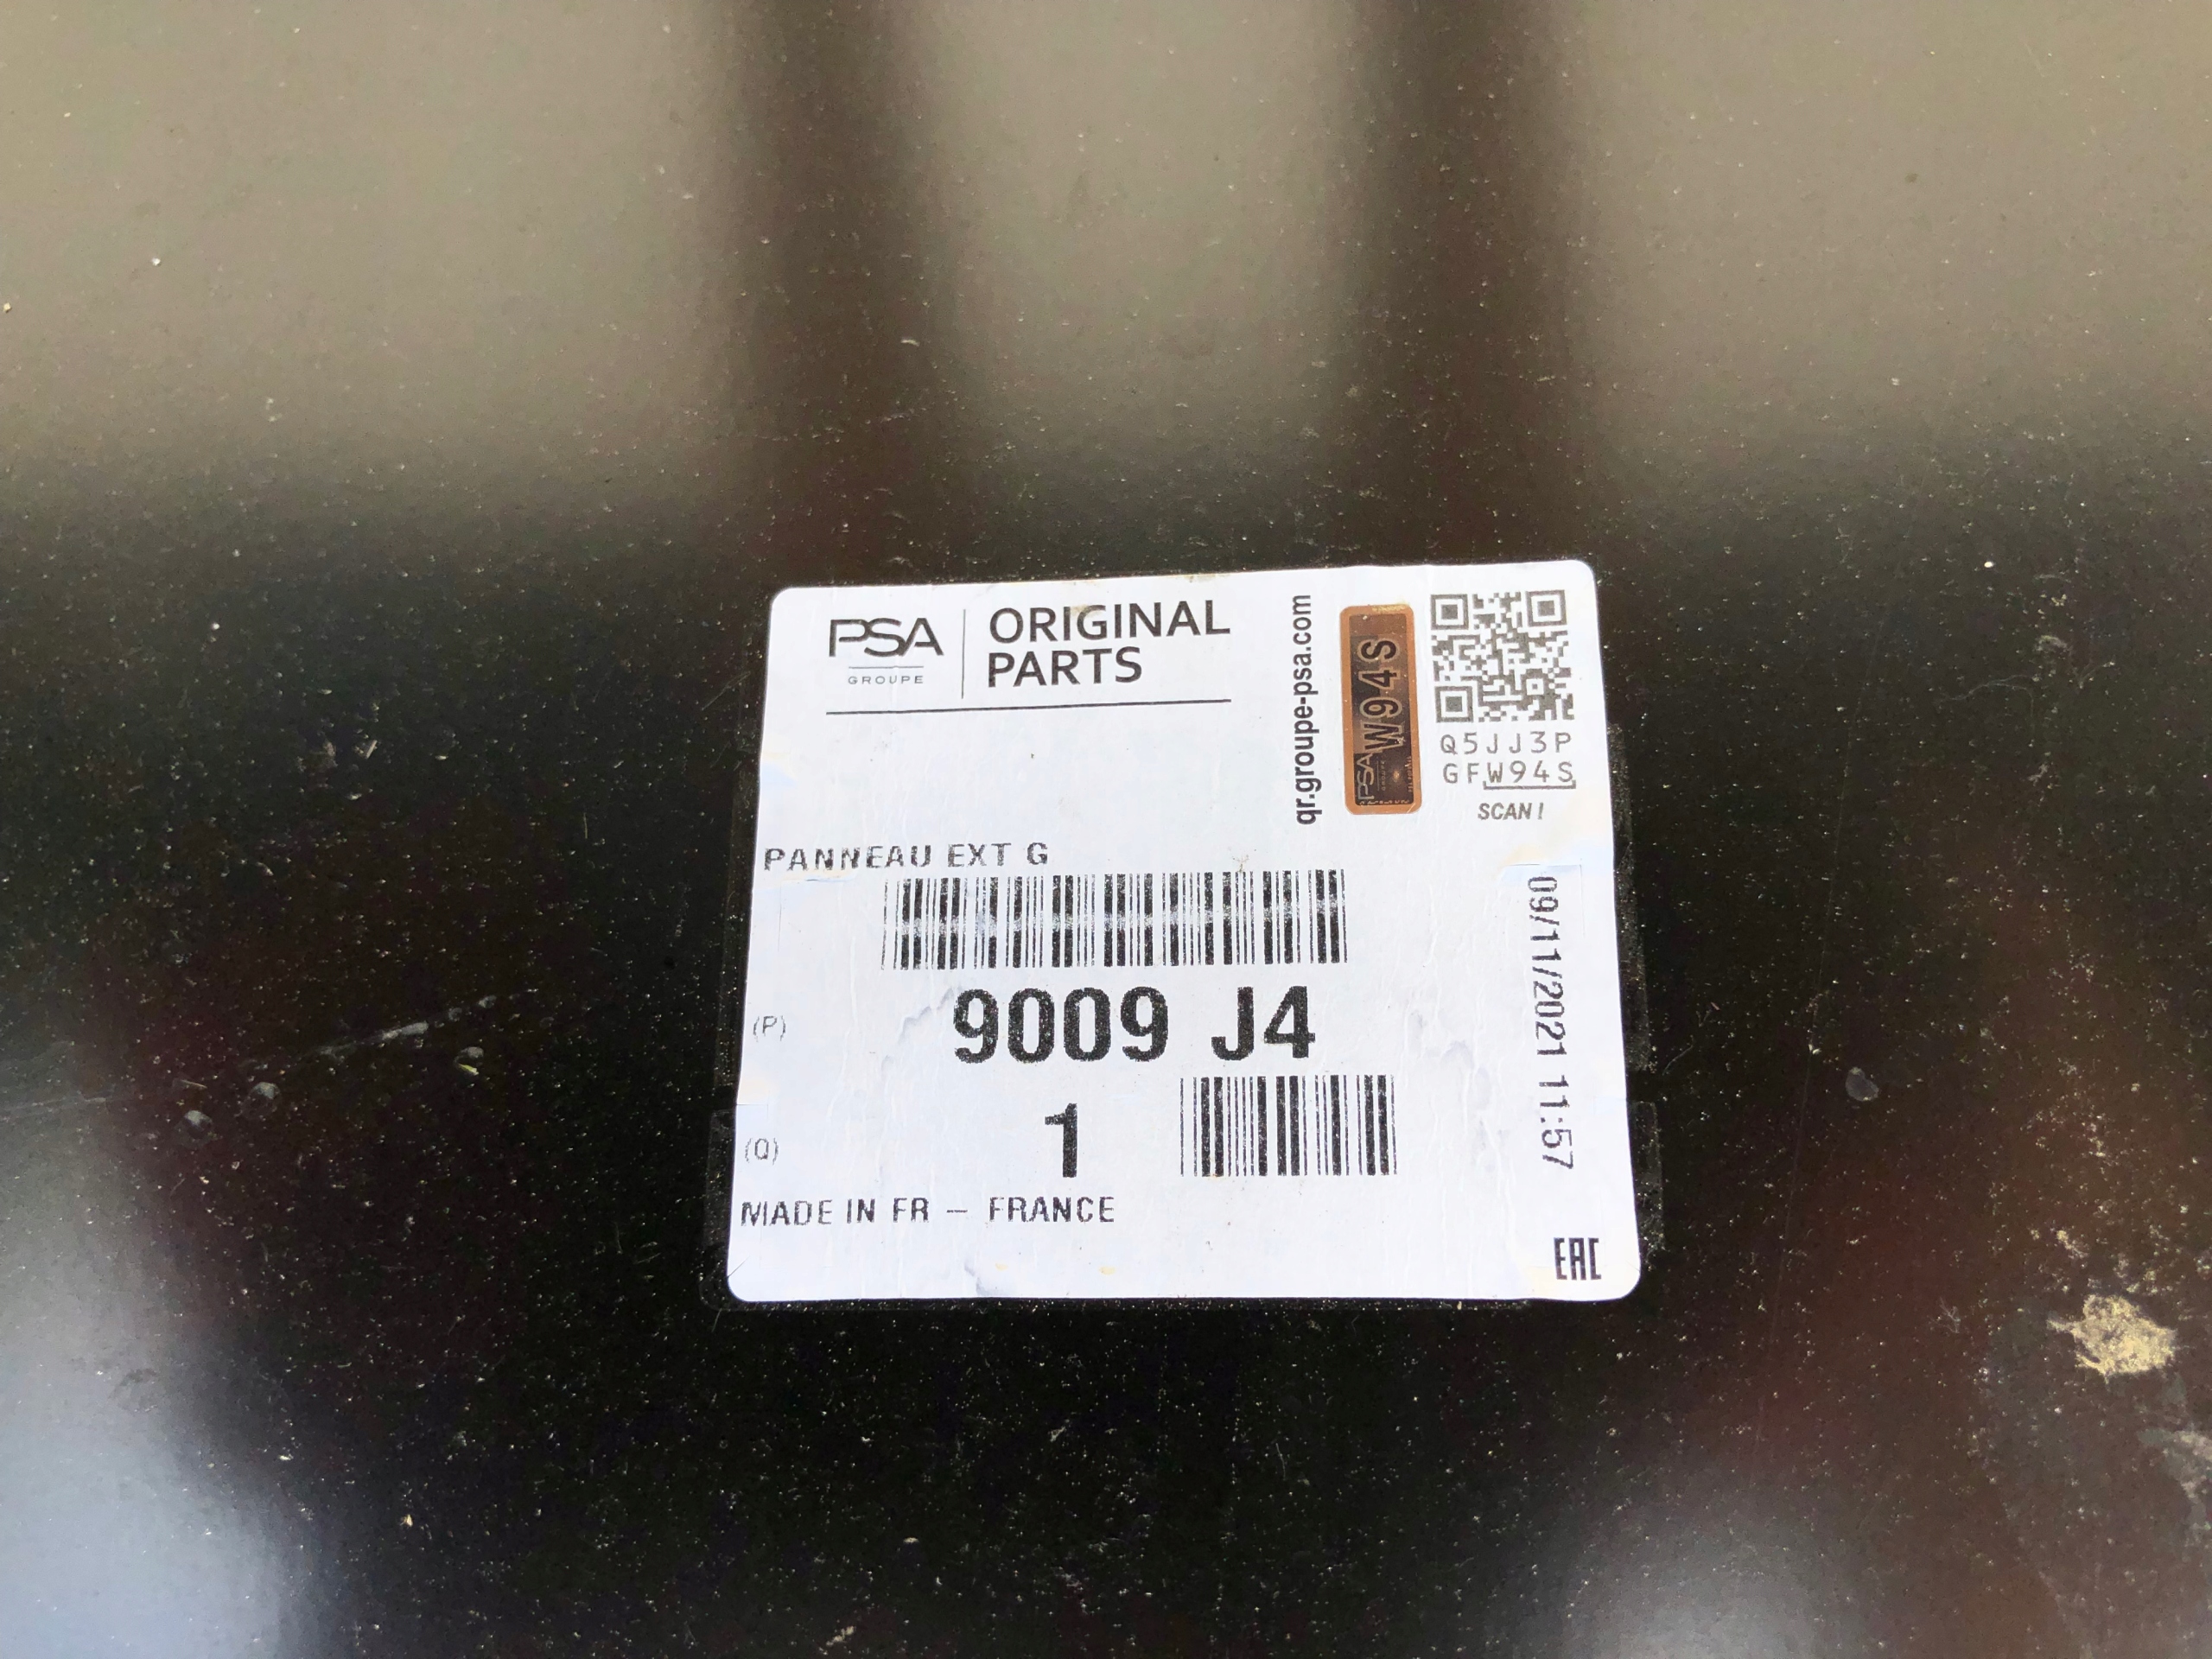 PSA
GROUPE
ORIGINAL
PARTS
qr.groupe-psa.com
W94S
PSA
Q5JJ3P
GFW94S
SCAN!
PANNEAU EXT G
(P)
9009 J4
(Q)
1
MADE IN FR – FRANCE
09/11/2021 11:57
EAC